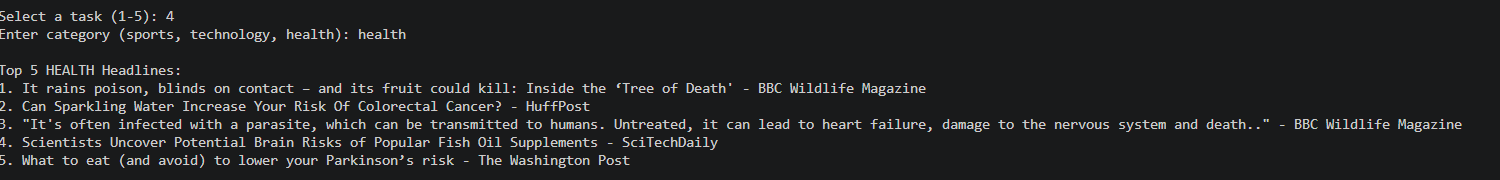 Select a task (1-5): 4
Enter category (sports, technology, health): health
Top 5 HEALTH Headlines:
1. It rains poison, blinds on contact – and its fruit could kill: Inside the ‘Tree of Death' - BBC Wildlife Magazine
2. Can Sparkling Water Increase Your Risk Of Colorectal Cancer? - HuffPost
3. "It's often infected with a parasite, which can be transmitted to humans. Untreated, it can lead to heart failure, damage to the nervous system and death.." - BBC Wildlife Magazine
4. Scientists Uncover Potential Brain Risks of Popular Fish Oil Supplements - SciTechDaily
5. What to eat (and avoid) to lower your Parkinson’s risk - The Washington Post